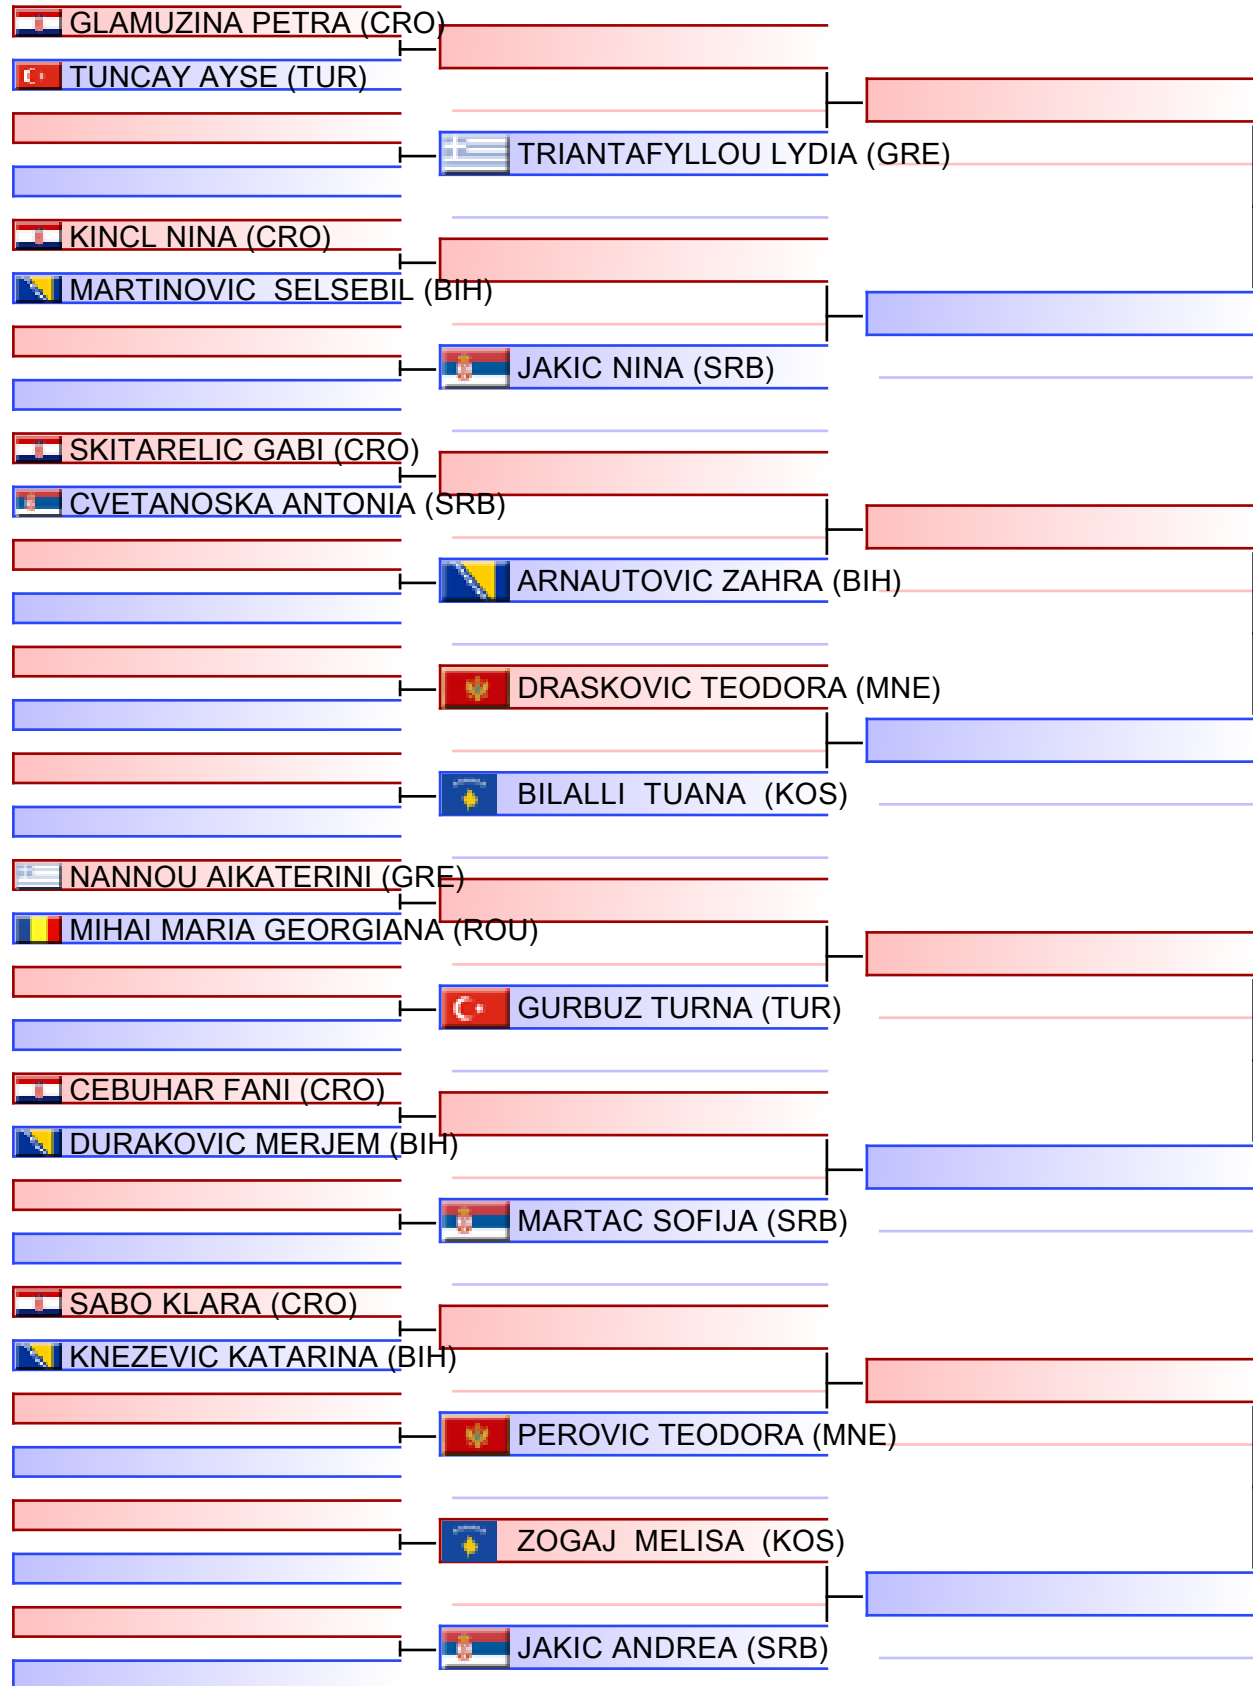 GLAMUZINA PETRA (CRO)
TUNCAY AYSE (TUR)
TRIANTAFYLLOU LYDIA (GRE)
KINCL NINA (CRO)
MARTINOVIC  SELSEBIL (BIH)
JAKIC NINA (SRB)
SKITARELIC GABI (CRO)
CVETANOSKA ANTONIA (SRB)
ARNAUTOVIC ZAHRA (BIH)
DRASKOVIC TEODORA (MNE)
BILALLI  TUANA  (KOS)
NANNOU AIKATERINI (GRE)
MIHAI MARIA GEORGIANA (ROU)
GURBUZ TURNA (TUR)
CEBUHAR FANI (CRO)
DURAKOVIC MERJEM (BIH)
MARTAC SOFIJA (SRB)
SABO KLARA (CRO)
KNEZEVIC KATARINA (BIH)
PEROVIC TEODORA (MNE)
ZOGAJ  MELISA  (KOS)
JAKIC ANDREA (SRB)